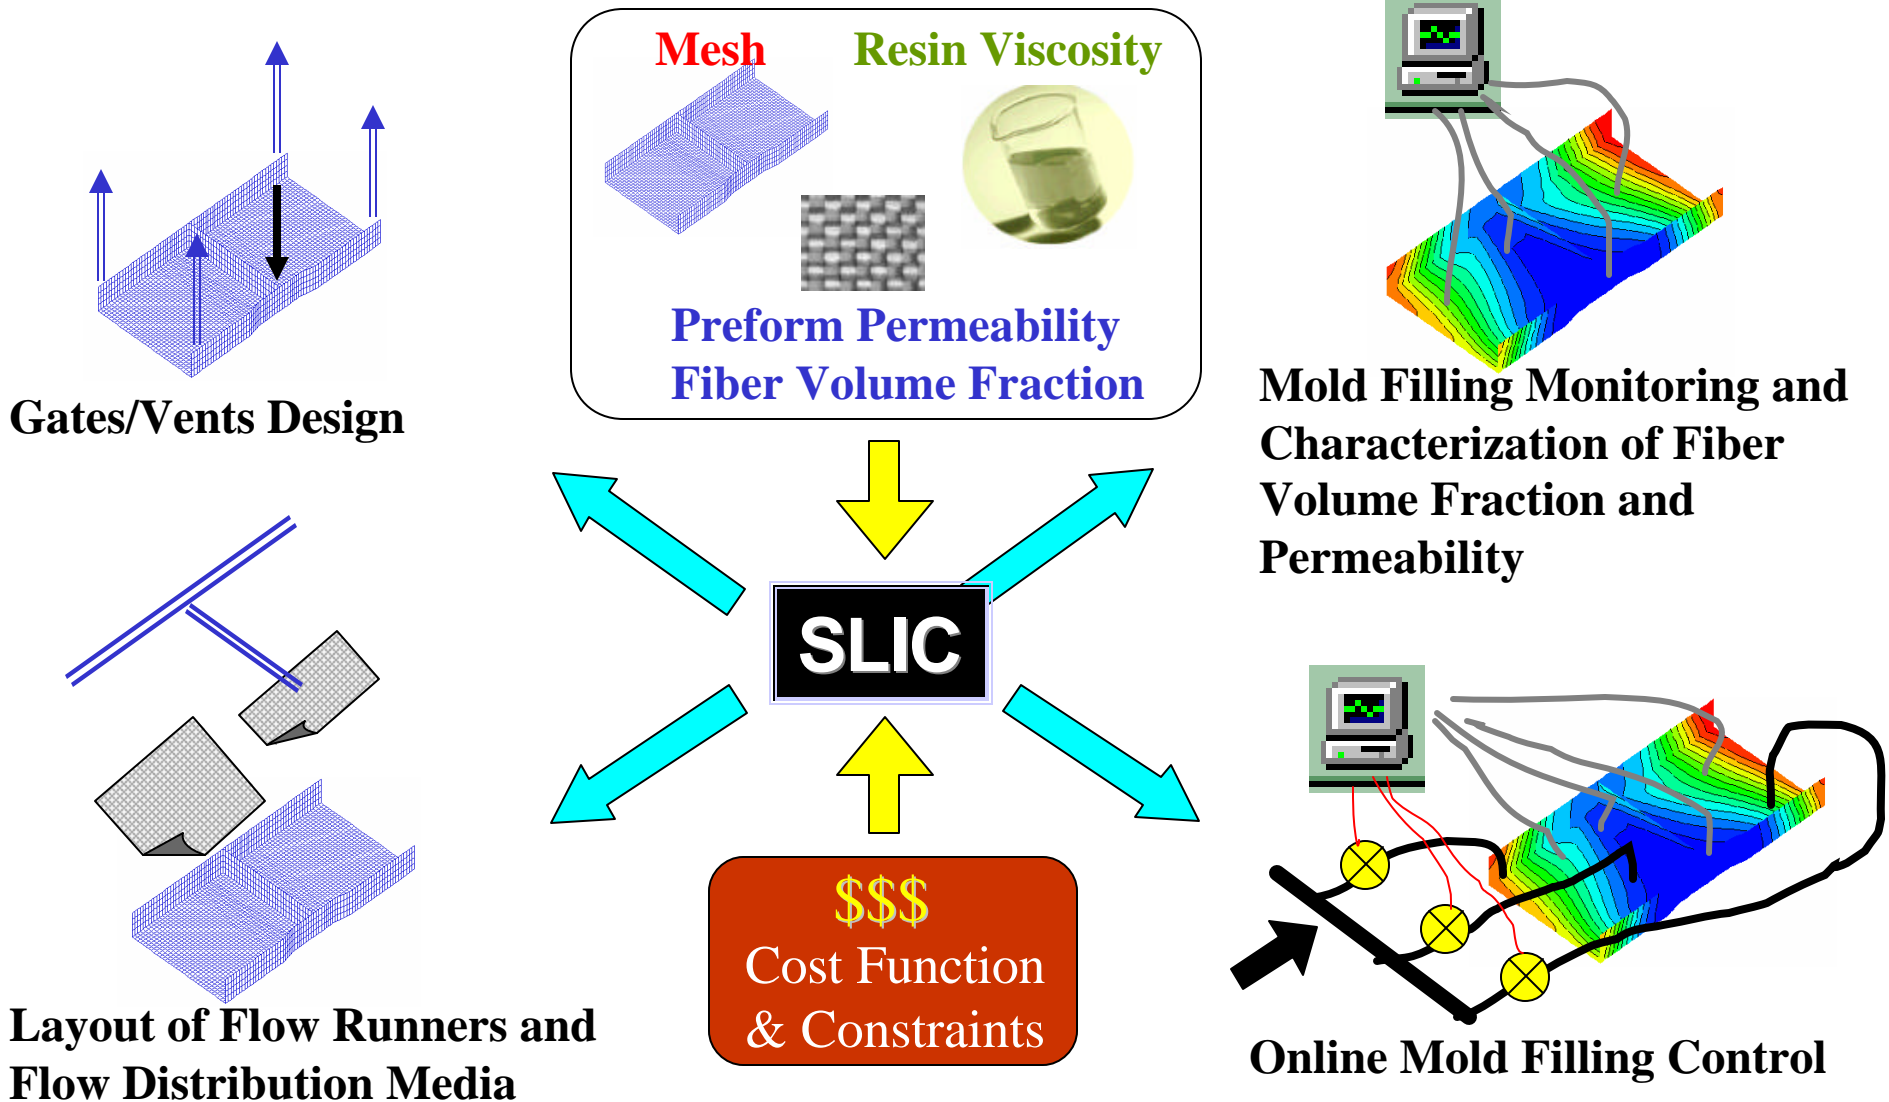 Mesh
Resin Viscosity
Preform Permeability
Fiber Volume Fraction
Gates/Vents Design
Mold Filling Monitoring and
Characterization of Fiber
Volume Fraction and
Permeability
SLIC
$$$
Cost Function
& Constraints
Layout of Flow Runners and
Flow Distribution Media
Online Mold Filling Control